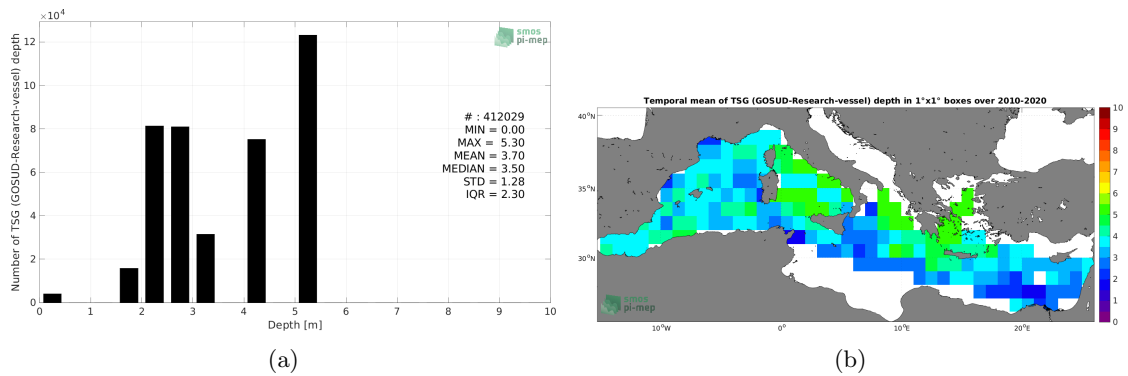 ×10⁴
12
10
8
6
4
2
0
Number of TSG (GOSUD-Research-vessel) depth
0 1 2 3 4 5 6 7 8 9 10
Depth [m]
# : 412029
MIN = 0.00
MAX = 5.30
MEAN = 3.70
MEDIAN = 3.50
STD = 1.28
IQR = 2.30
smos
pi-mep
(a)
Temporal mean of TSG (GOSUD-Research-vessel) depth in 1°x1° boxes over 2010-2020
40°N
35°N
30°N
10°W 0° 10°E 20°E
10
9
8
7
6
5
4
3
2
1
0
smos
pi-mep
(b)